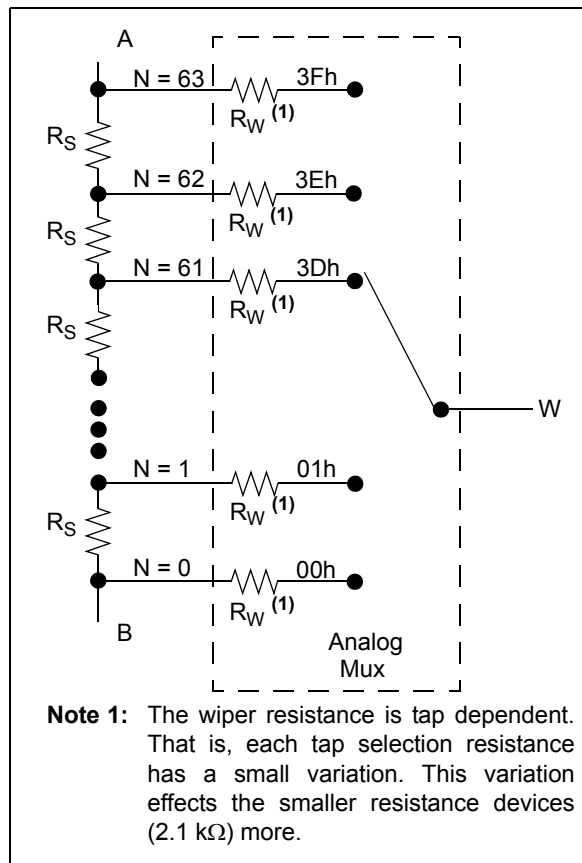 A
N = 63 3Fh
RW (1)
RS
N = 62 3Eh
RW (1)
RS
N = 61 3Dh
RW (1)
RS
W
N = 1 01h
RW (1)
RS
N = 0 00h
RW (1)
B
Analog
Mux
Note 1: The wiper resistance is tap dependent.
That is, each tap selection resistance
has a small variation. This variation
effects the smaller resistance devices
(2.1 kΩ) more.